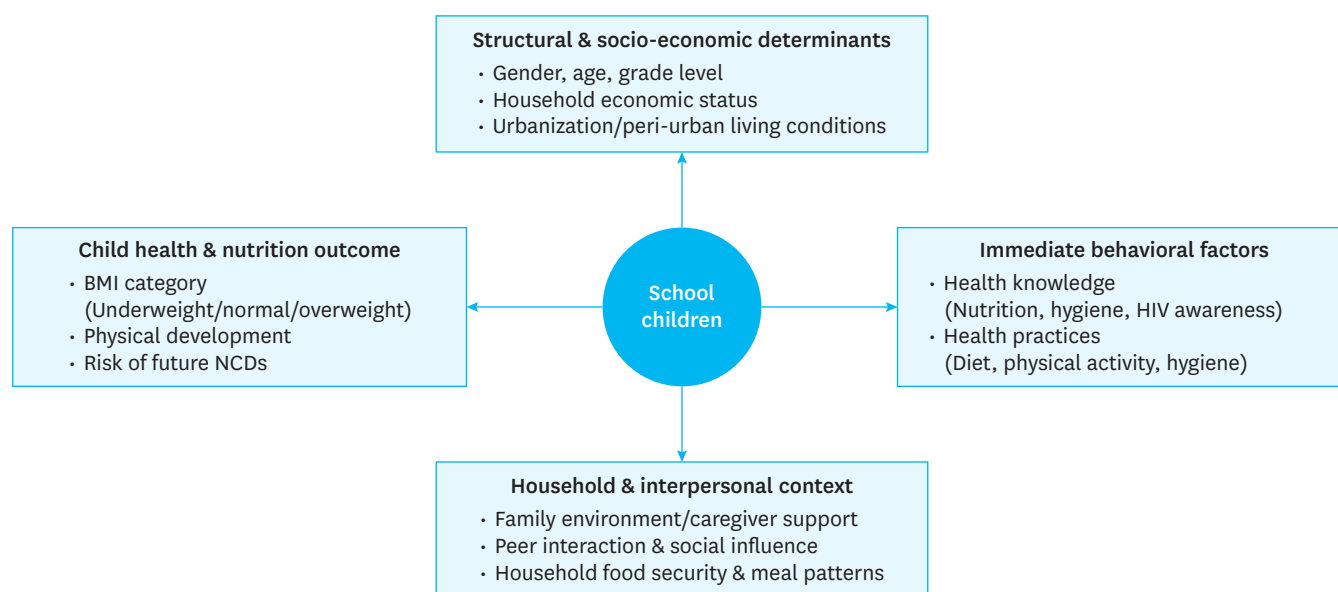 Structural & socio-economic determinants
· Gender, age, grade level
· Household economic status
· Urbanization/peri-urban living conditions
Child health & nutrition outcome
· BMI category
(Underweight/normal/overweight)
· Physical development
· Risk of future NCDs
School
children
Immediate behavioral factors
· Health knowledge
(Nutrition, hygiene, HIV awareness)
· Health practices
(Diet, physical activity, hygiene)
Household & interpersonal context
· Family environment/caregiver support
· Peer interaction & social influence
· Household food security & meal patterns